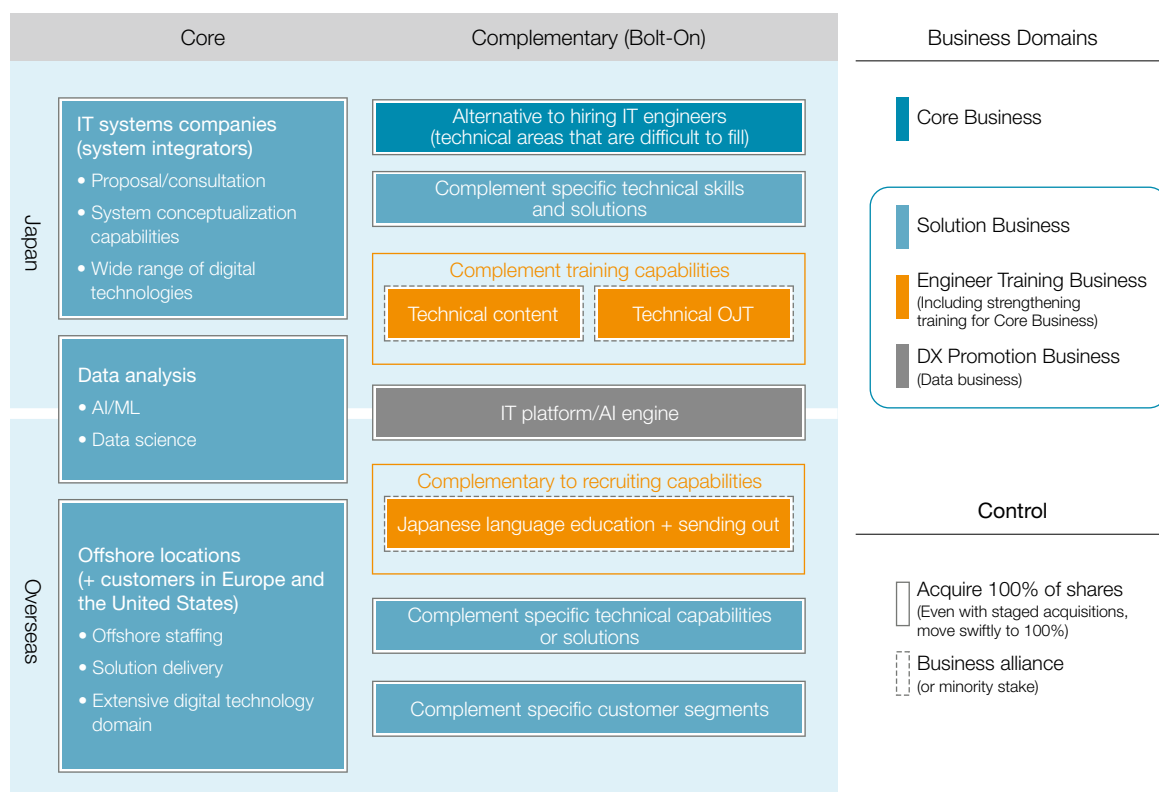 Core
Complementary (Bolt-On)
Japan
IT systems companies
(system integrators)
• Proposal/consultation
• System conceptualization
capabilities
• Wide range of digital
technologies
Data analysis
• AI/ML
• Data science
Alternative to hiring IT engineers
(technical areas that are difficult to fill)
Complement specific technical skills
and solutions
Complement training capabilities
Technical content
Technical OJT
IT platform/AI engine
Overseas
Offshore locations
(+ customers in Europe and
the United States)
• Offshore staffing
• Solution delivery
• Extensive digital technology
domain
Complementary to recruiting capabilities
Japanese language education + sending out
Complement specific technical capabilities
or solutions
Complement specific customer segments
Business Domains
Core Business
Solution Business
Engineer Training Business
(Including strengthening
training for Core Business)
DX Promotion Business
(Data business)
Control
Acquire 100% of shares
(Even with staged acquisitions,
move swiftly to 100%)
Business alliance
(or minority stake)